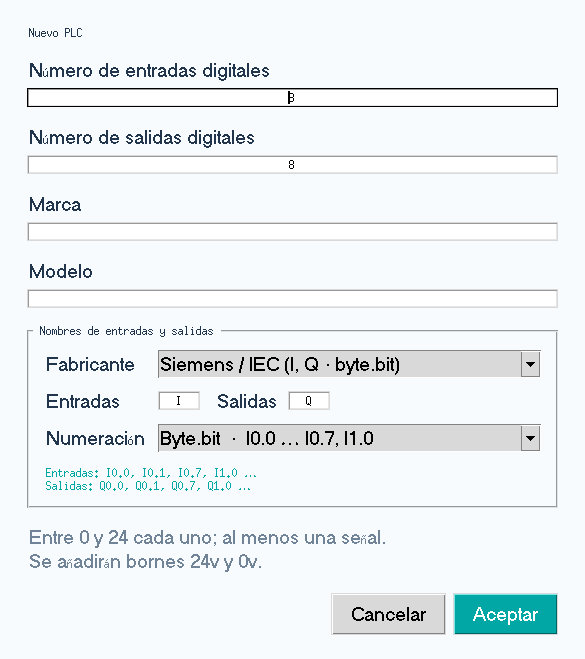 Nuevo PLC
Número de entradas digitales
8
Número de salidas digitales
8
Marca
Modelo
Nombres de entradas y salidas
Fabricante Siemens / IEC (I, Q · byte.bit)
Entradas I Salidas Q
Numeración Byte.bit · I0.0 … I0.7, I1.0
Entradas: I0.0, I0.1, I0.7, I1.0 …
Salidas: Q0.0, Q0.1, Q0.7, Q1.0 …
Entre 0 y 24 cada uno; al menos una señal.
Se añadirán bornes 24v y 0v.
Cancelar Aceptar